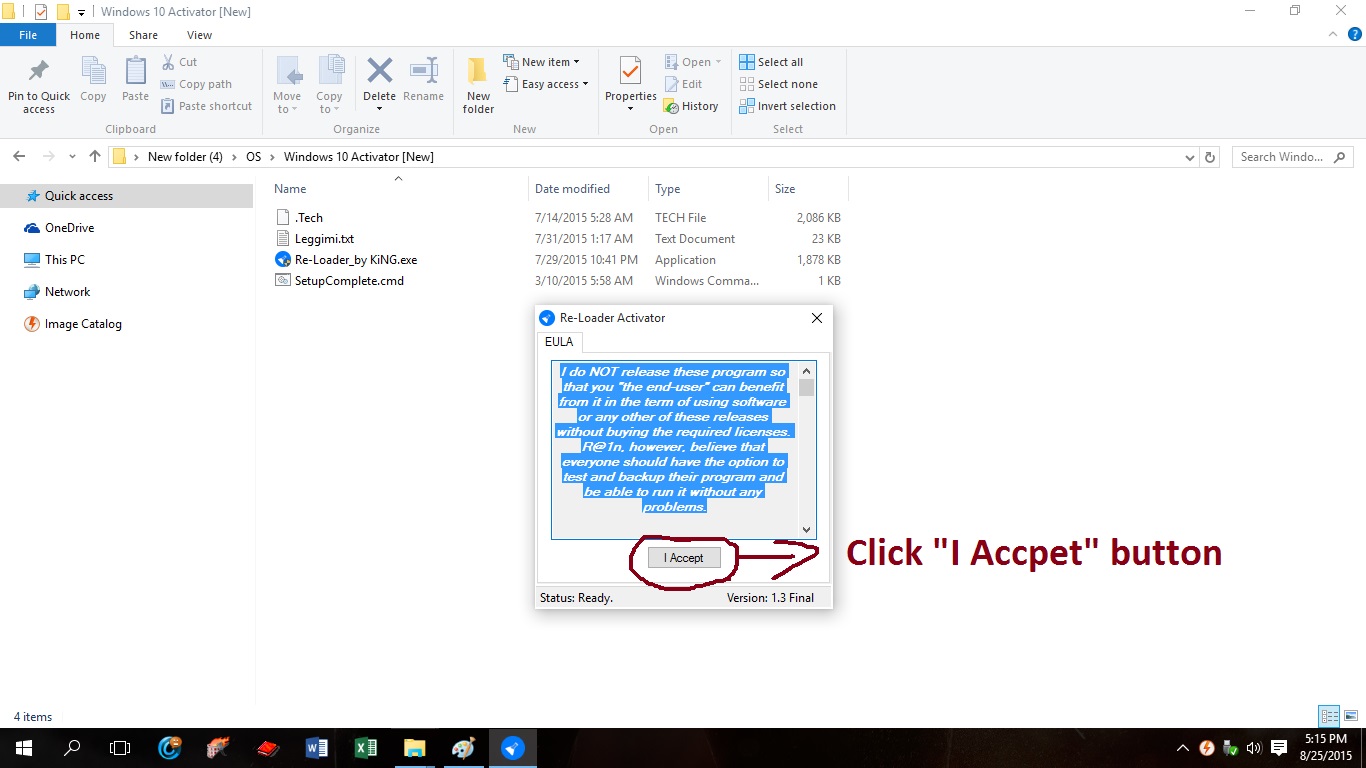 Windows 10 Activator [New]
File Home Share View
Pin to Quick access
Copy
Paste
Cut
Copy path
Paste shortcut
Clipboard
Move to
Copy to
Delete
Rename
Organize
New folder
New item
Easy access
New
Properties
Open
Edit
History
Open
Select all
Select none
Invert selection
Select
New folder (4) OS Windows 10 Activator [New]
Search Windo...
Quick access
OneDrive
This PC
Network
Image Catalog
Name Date modified Type Size
.Tech 7/14/2015 5:28 AM TECH File 2,086 KB
Leggimi.txt 7/31/2015 1:17 AM Text Document 23 KB
Re-Loader_by KiNG.exe 7/29/2015 10:41 PM Application 1,878 KB
SetupComplete.cmd 3/10/2015 5:58 AM Windows Comma... 1 KB
Re-Loader Activator
EULA
I do NOT release these program so
that you "the end-user" can benefit
from it in the term of using software
or any other of these releases
without buying the required licenses.
R@1n, however, believe that
everyone should have the option to
test and backup their program and
be able to run it without any
problems.
I Accept
Click "I Accpet" button
Status: Ready. Version: 1.3 Final
4 items
5:15 PM
8/25/2015